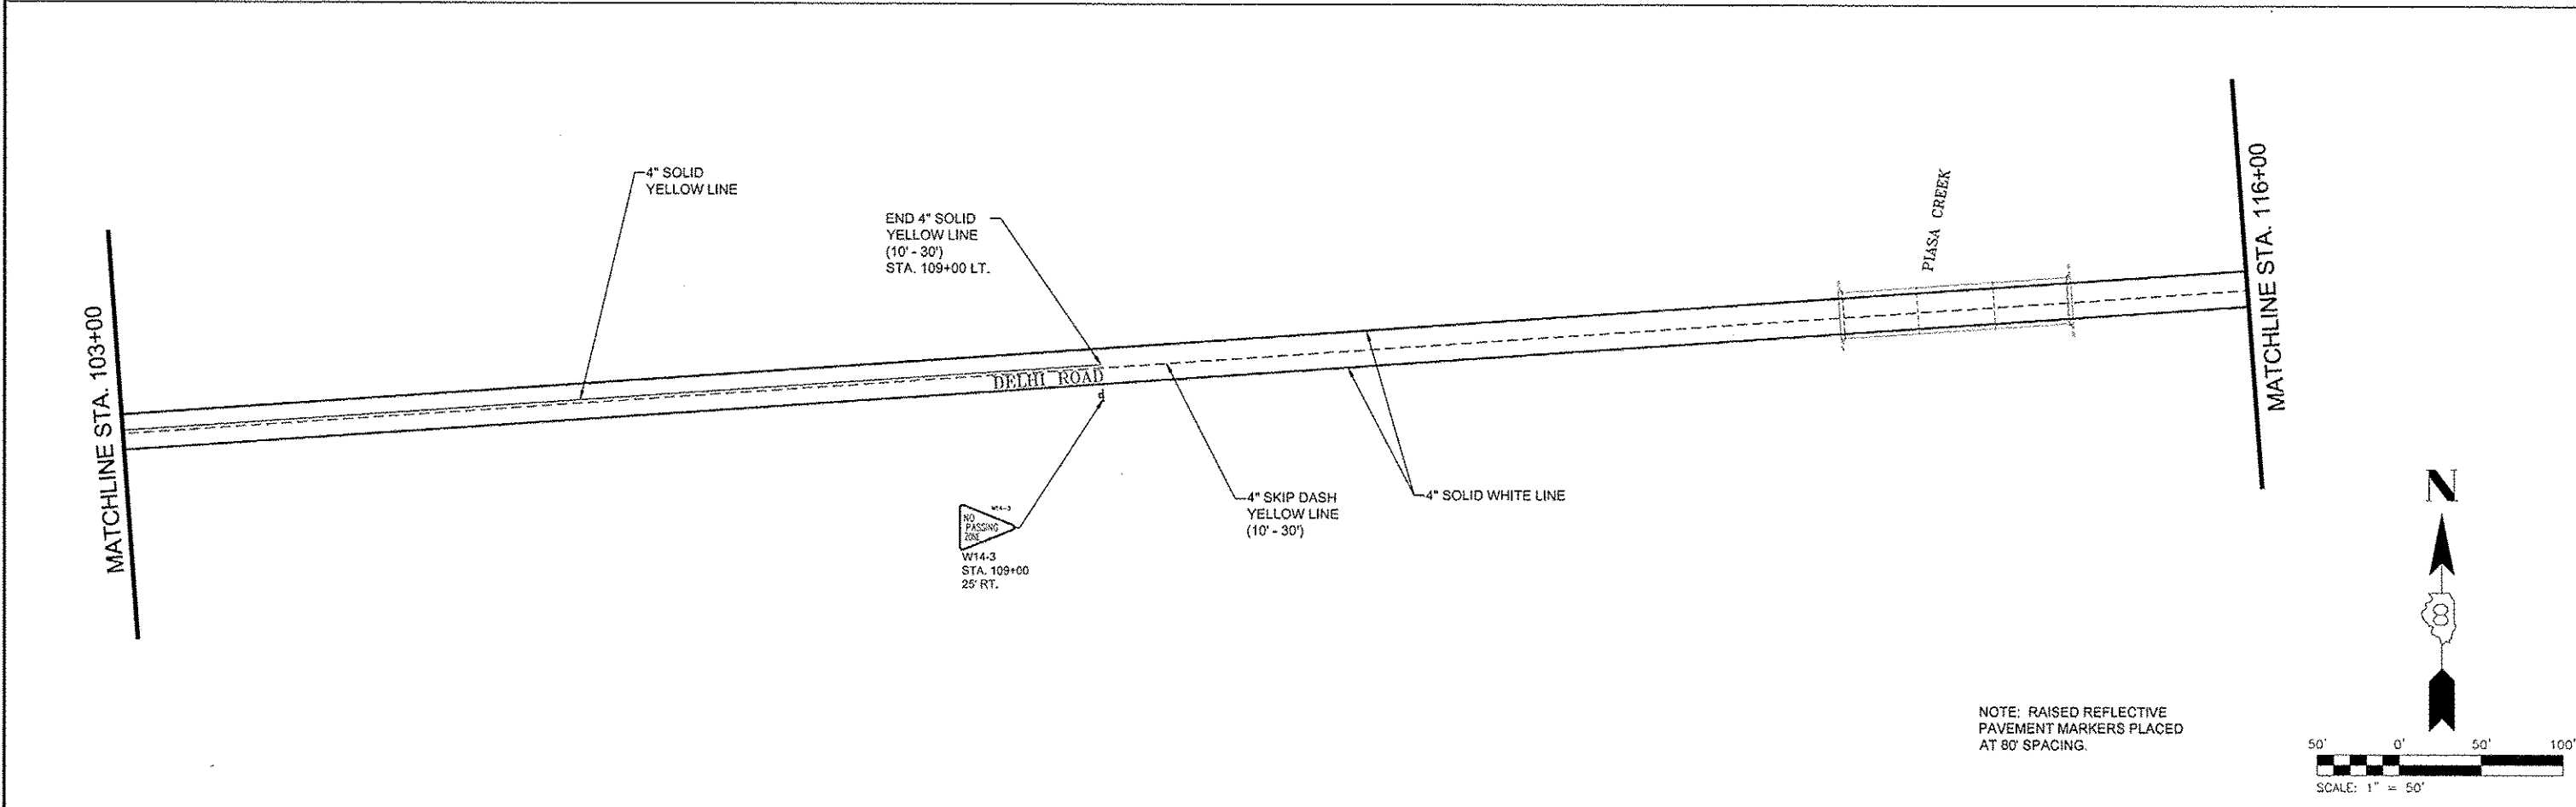 4" SOLID
YELLOW LINE
END 4" SOLID
YELLOW LINE
(10' - 30')
STA. 109+00 LT.
PIASA CREEK
MATCHLINE STA. 116+00
MATCHLINE STA. 103+00
DELHI ROAD
4" SKIP DASH
YELLOW LINE
(10' - 30')
4" SOLID WHITE LINE
W14-3
NO
PASSING
ZONE
W14-3
STA. 109+00
25' RT.
N
8
NOTE: RAISED REFLECTIVE
PAVEMENT MARKERS PLACED
AT 80' SPACING.
50' 0' 50' 100'
SCALE: 1" = 50'